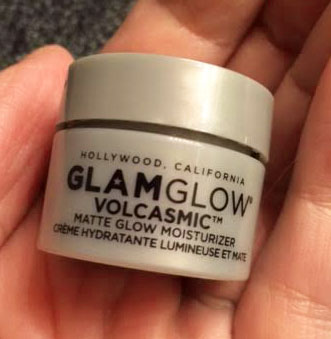 HOLLYWOOD, CALIFORNIA
GLAMGLOW®
VOLCASMIC™
MATTE GLOW MOISTURIZER
CRÈME HYDRATANTE LUMINEUSE ET MATE